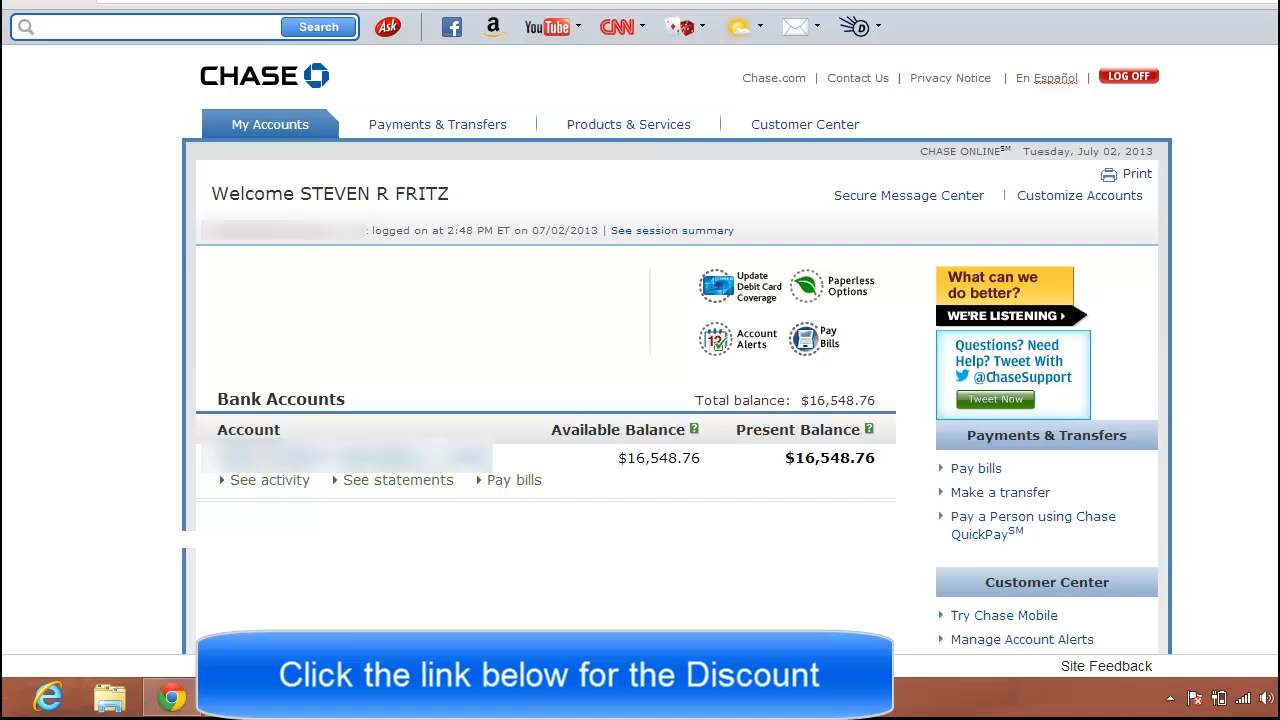 Search Ask YouTube CNN
CHASE
Chase.com | Contact Us | Privacy Notice | En Español | LOG OFF
My Accounts Payments & Transfers Products & Services Customer Center
CHASE ONLINE℠ Tuesday, July 02, 2013
Print
Welcome STEVEN R FRITZ
Secure Message Center | Customize Accounts
: logged on at 2:48 PM ET on 07/02/2013 | See session summary
Update
Debit Card
Coverage
Paperless
Options
Account
Alerts
Pay
Bills
What can we
do better?
WE'RE LISTENING
Questions? Need
Help? Tweet With
@ChaseSupport
Tweet Now
Bank Accounts Total balance: $16,548.76
Account Available Balance ? Present Balance ?
$16,548.76 $16,548.76
See activity See statements Pay bills
Payments & Transfers
Pay bills
Make a transfer
Pay a Person using Chase
QuickPay℠
Customer Center
Try Chase Mobile
Manage Account Alerts
Site Feedback
Click the link below for the Discount